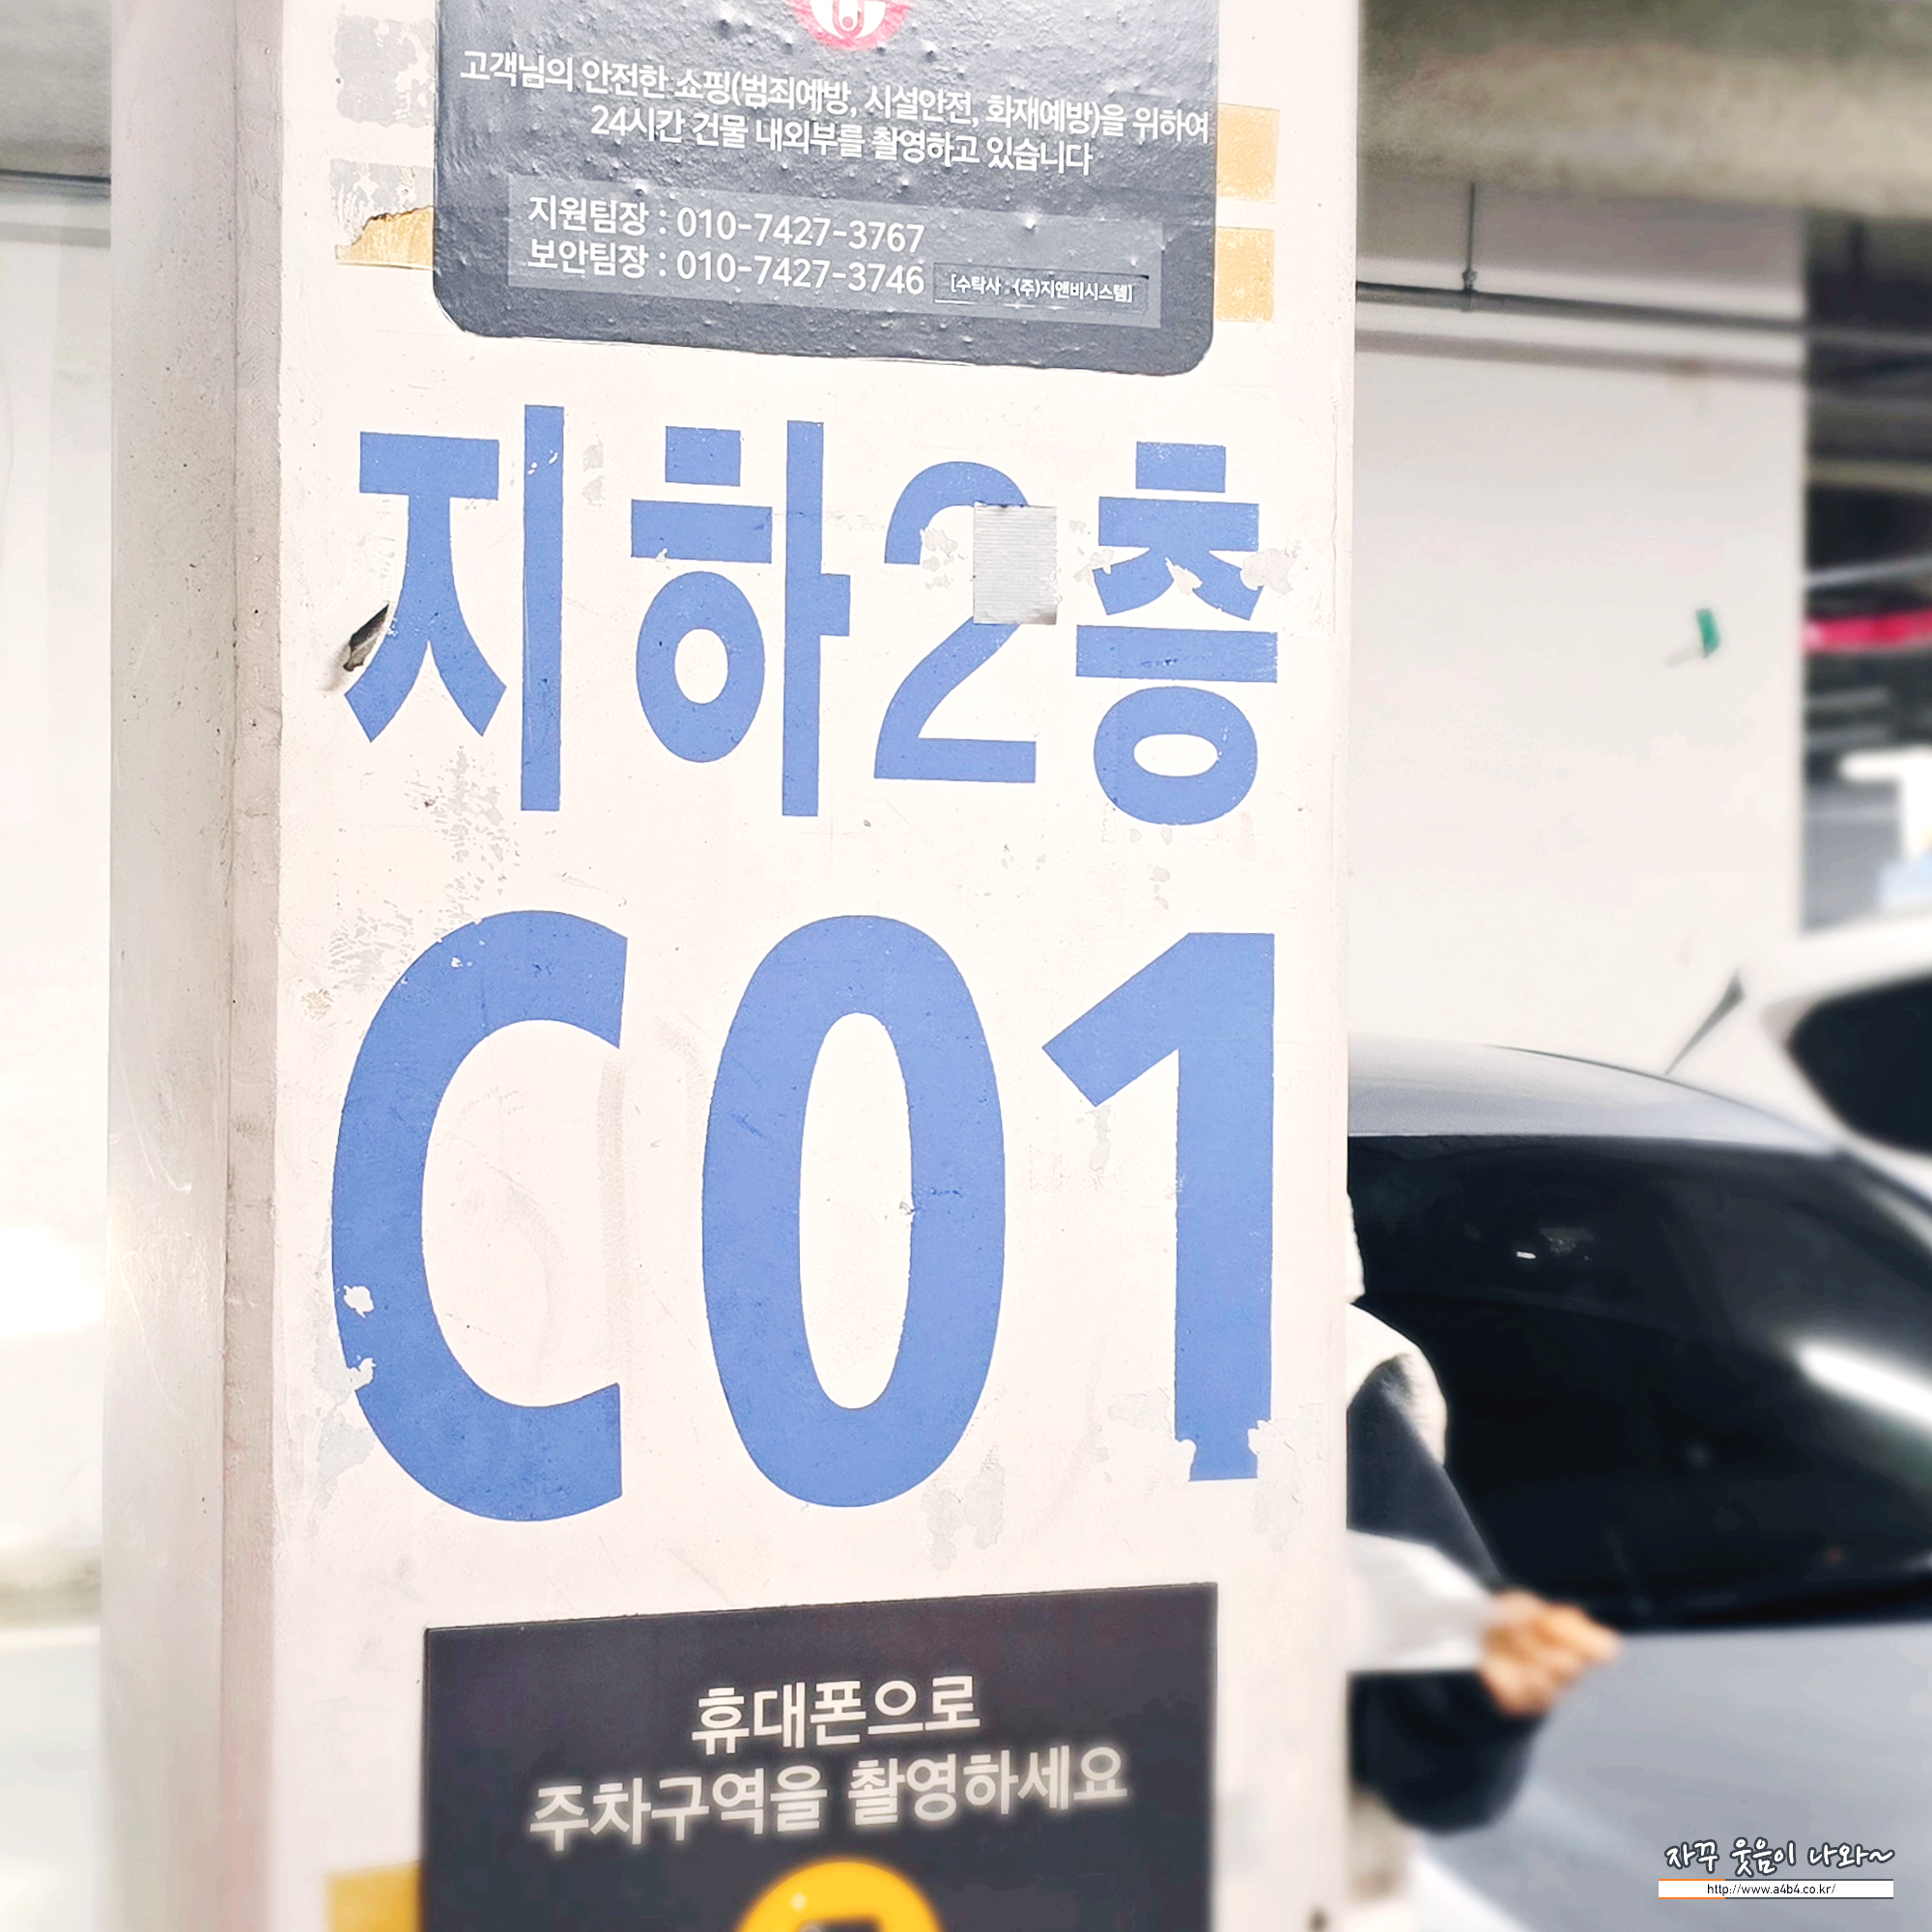 고객님의 안전한 쇼핑(범죄예방, 시설안전, 화재예방)을 위하여
24시간 건물 내외부를 촬영하고 있습니다
지원팀장 : 010-7427-3767
보안팀장 : 010-7427-3746 [수탁사 : (주)지앤비시스템]
지하2층
C01
휴대폰으로
주차구역을 촬영하세요
자꾸 웃음이 나와~
http://www.a4b4.co.kr/